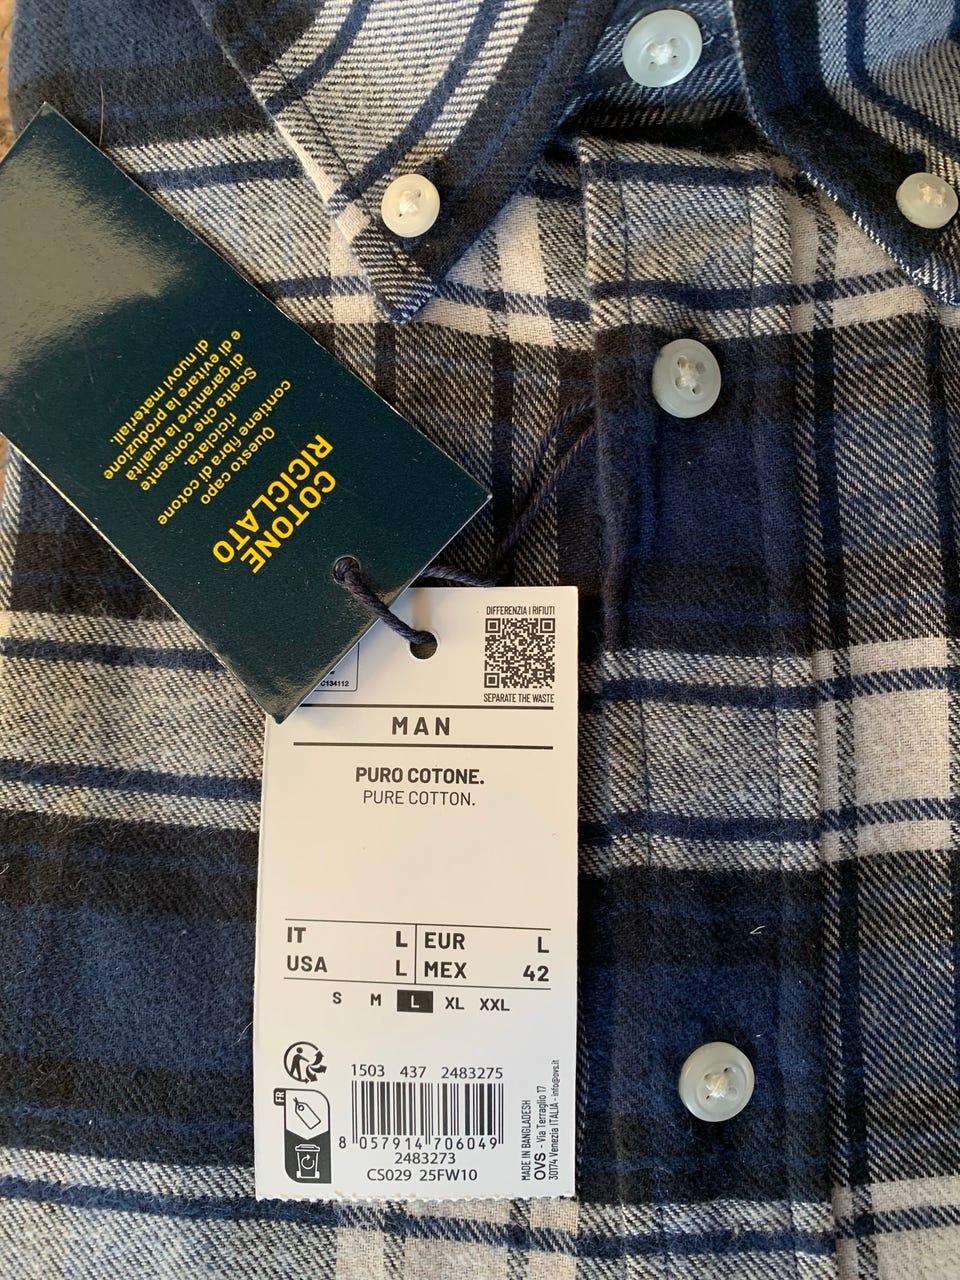 COTONE
RICICLATO
Questo capo
contiene fibra di cotone
riciclata.
Scelta che consente
di garantire la qualità
e di evitare la produzione
di nuovi materiali.
DIFFERENZIA I RIFIUTI
SEPARATE THE WASTE
C134112
MAN
PURO COTONE.
PURE COTTON.
IT L EUR L
USA L MEX 42
S M L XL XXL
1503 437 2483275
FR
8 057914 706049
2483273
CS029 25FW10
MADE IN BANGLADESH
OVS - Via Terraglio 17
30174 Venezia ITALIA - info@ovs.it